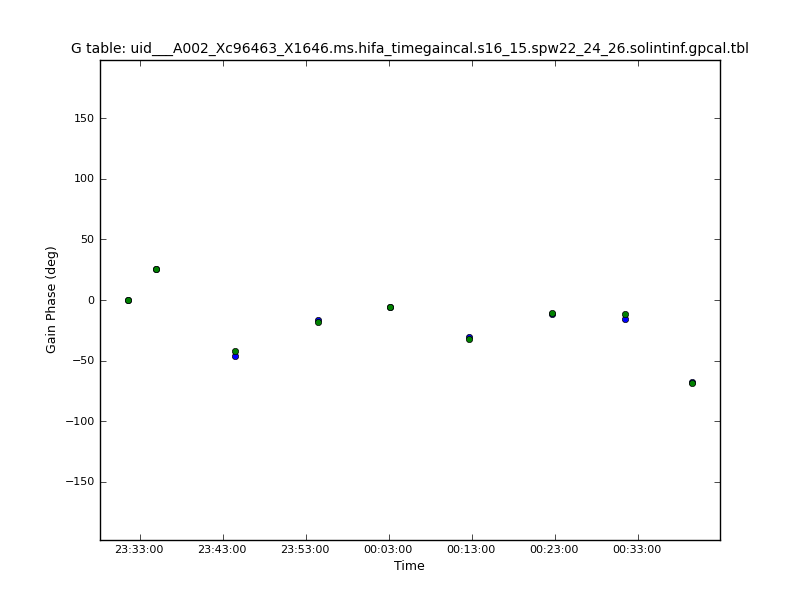 G table: uid___A002_Xc96463_X1646.ms.hifa_timegaincal.s16_15.spw22_24_26.solintinf.gpcal.tbl
150
100
50
0
−50
−100
−150
Gain Phase (deg)
23:33:00 23:43:00 23:53:00 00:03:00 00:13:00 00:23:00 00:33:00
Time